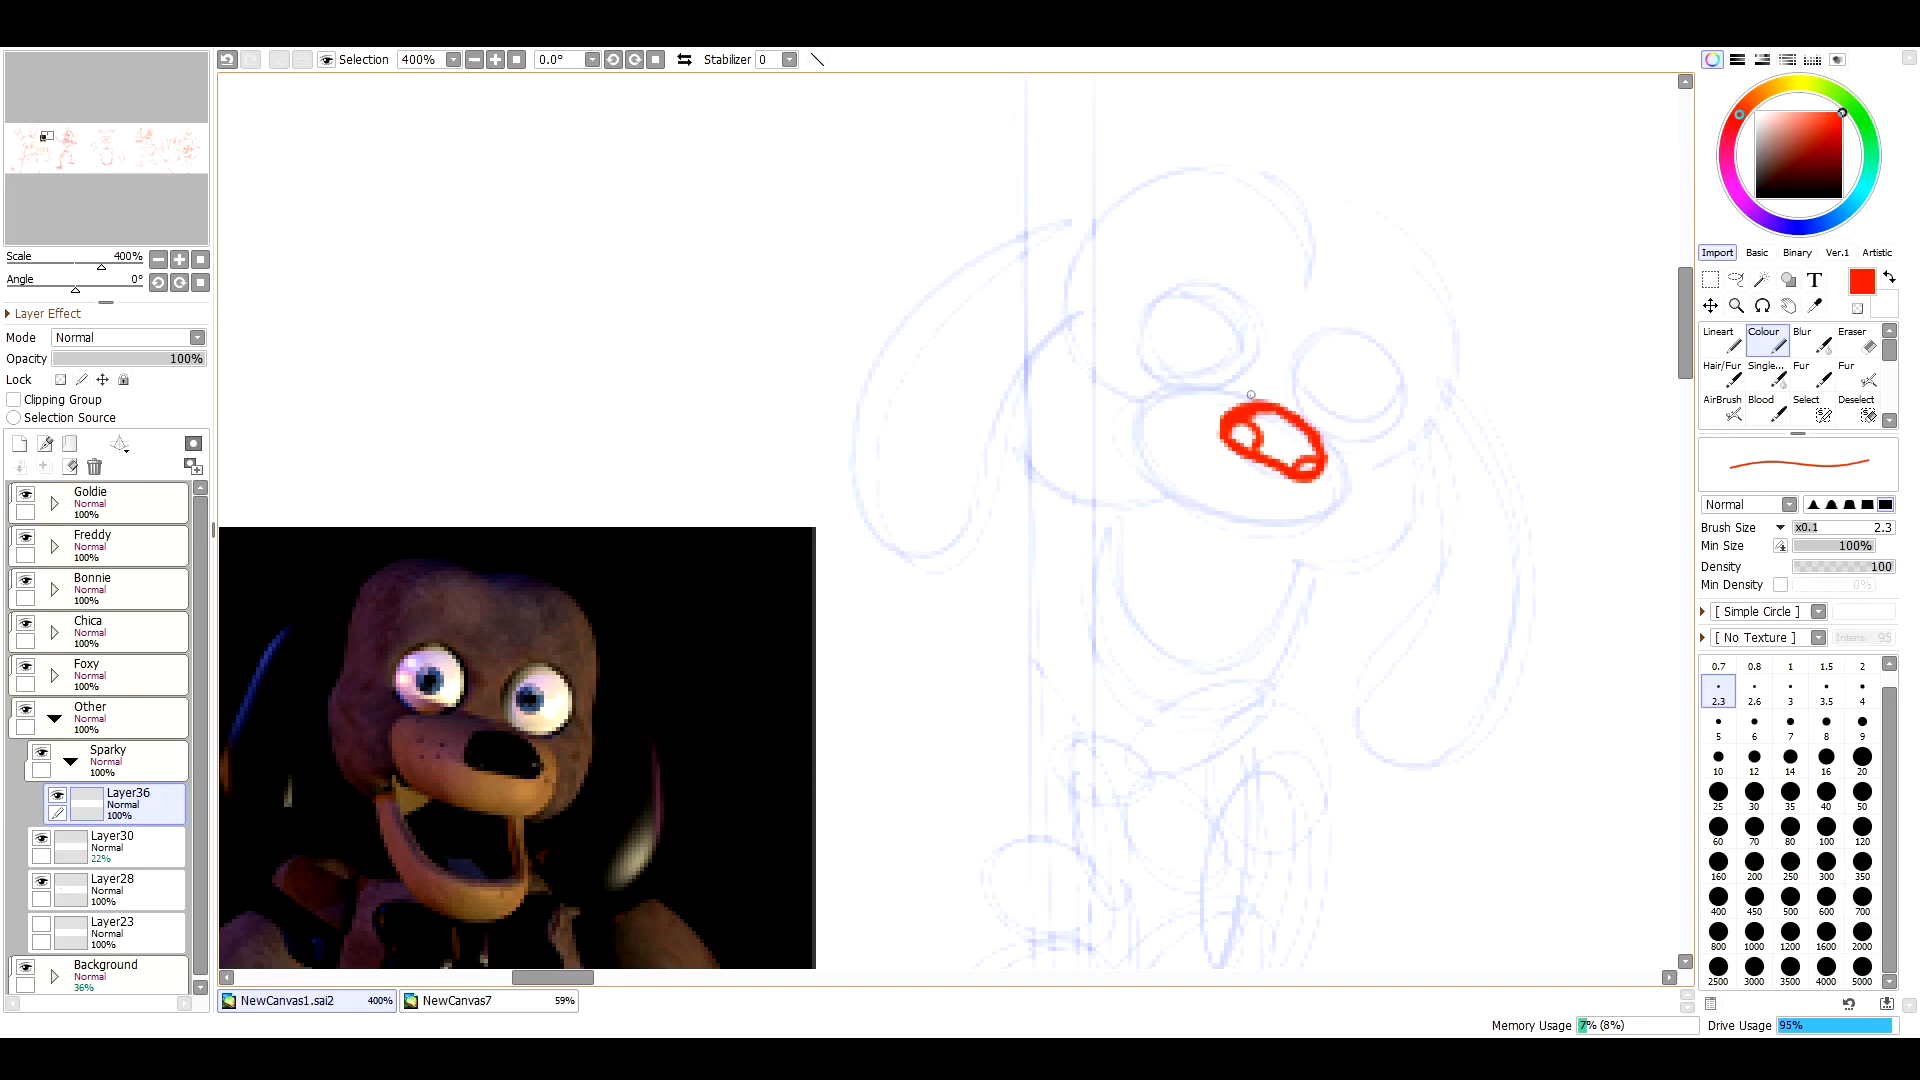 Selection 400% 0.0° Stabilizer 0
Scale 400%
Angle 0°
Layer Effect
Mode Normal
Opacity 100%
Lock
Clipping Group
Selection Source
Goldie
Normal
100%
Freddy
Normal
100%
Bonnie
Normal
100%
Chica
Normal
100%
Foxy
Normal
100%
Other
Normal
100%
Sparky
Normal
100%
Layer36
Normal
100%
Layer30
Normal
22%
Layer28
Normal
100%
Layer23
Normal
100%
Background
Normal
36%
NewCanvas1.sai2 400% NewCanvas7 59%
Import Basic Binary Ver.1 Artistic
T
Lineart Colour Blur Eraser
Hair/Fur Single... Fur Fur
AirBrush Blood Select Deselect
Normal
Brush Size x0.1 2.3
Min Size 100%
Density 100
Min Density 0%
[ Simple Circle ]
[ No Texture ] Intens. 95
0.7 0.8 1 1.5 2
2.3 2.6 3 3.5 4
5 6 7 8 9
10 12 14 16 20
25 30 35 40 50
60 70 80 100 120
160 200 250 300 350
400 450 500 600 700
800 1000 1200 1600 2000
2500 3000 3500 4000 5000
Memory Usage 7% (8%) Drive Usage 95%